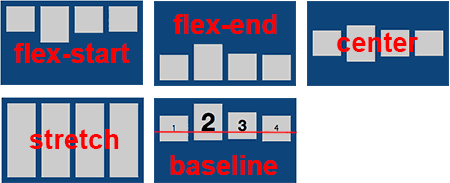 flex-start
flex-end
center
stretch
1 2 3 4
baseline